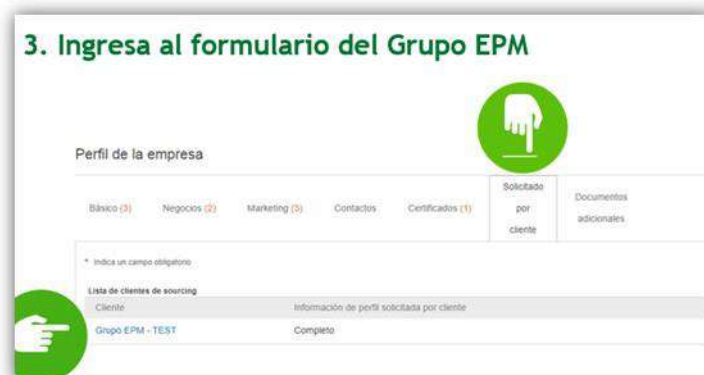 3. Ingresa al formulario del Grupo EPM
Perfil de la empresa
Básico (3) Negocios (2) Marketing (3) Contactos Certificados (1) Solicitado por cliente Documentos adicionales
* Indica un campo obligatorio
Lista de clientes de sourcing
Cliente Información de perfil solicitada por cliente
Grupo EPM - TEST Completo